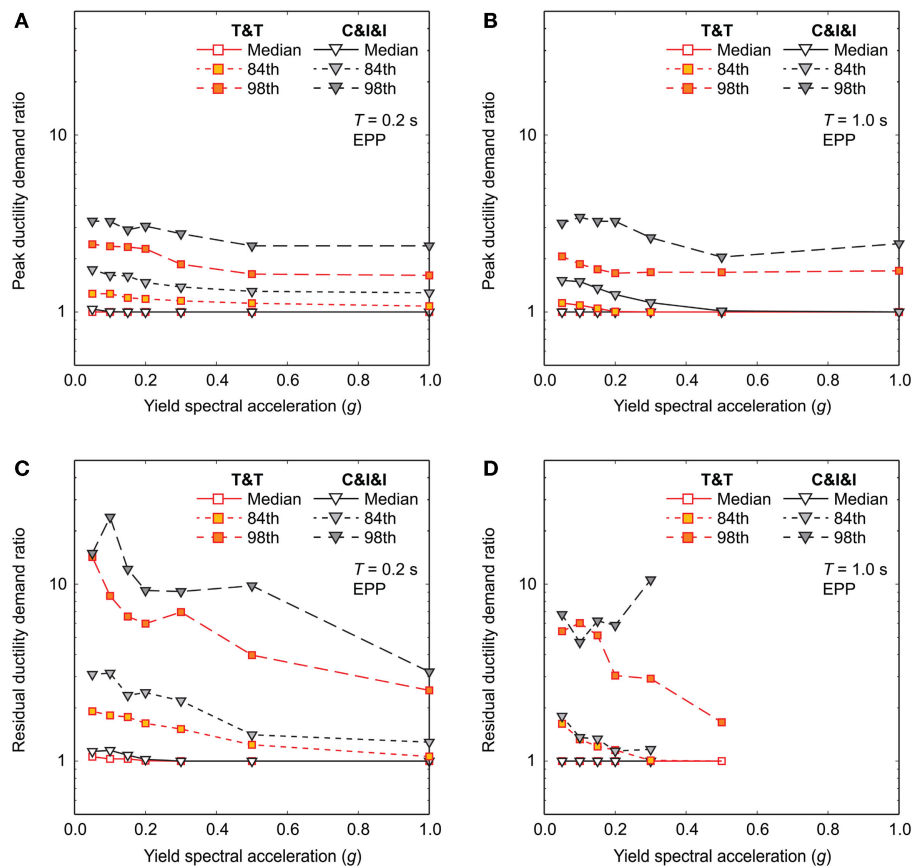 A
T&T C&I&I
Median Median
84th 84th
98th 98th
T = 0.2 s
EPP
Peak ductility demand ratio
10
1
0.0 0.2 0.4 0.6 0.8 1.0
Yield spectral acceleration (g)
B
T&T C&I&I
Median Median
84th 84th
98th 98th
T = 1.0 s
EPP
Peak ductility demand ratio
10
1
0.0 0.2 0.4 0.6 0.8 1.0
Yield spectral acceleration (g)
C
T&T C&I&I
Median Median
84th 84th
98th 98th
T = 0.2 s
EPP
Residual ductility demand ratio
10
1
0.0 0.2 0.4 0.6 0.8 1.0
Yield spectral acceleration (g)
D
T&T C&I&I
Median Median
84th 84th
98th 98th
T = 1.0 s
EPP
Residual ductility demand ratio
10
1
0.0 0.2 0.4 0.6 0.8 1.0
Yield spectral acceleration (g)